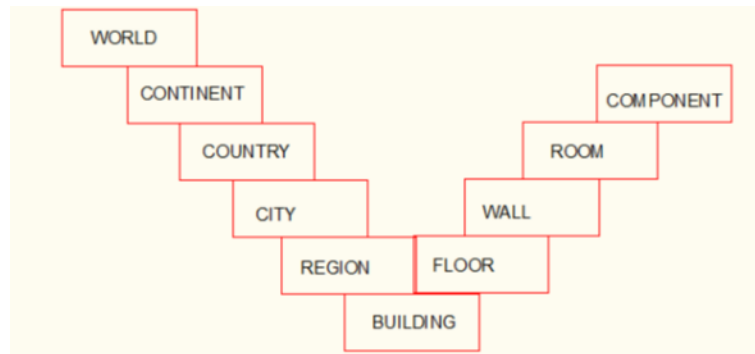 WORLD
CONTINENT
COMPONENT
COUNTRY
ROOM
CITY
WALL
REGION
FLOOR
BUILDING